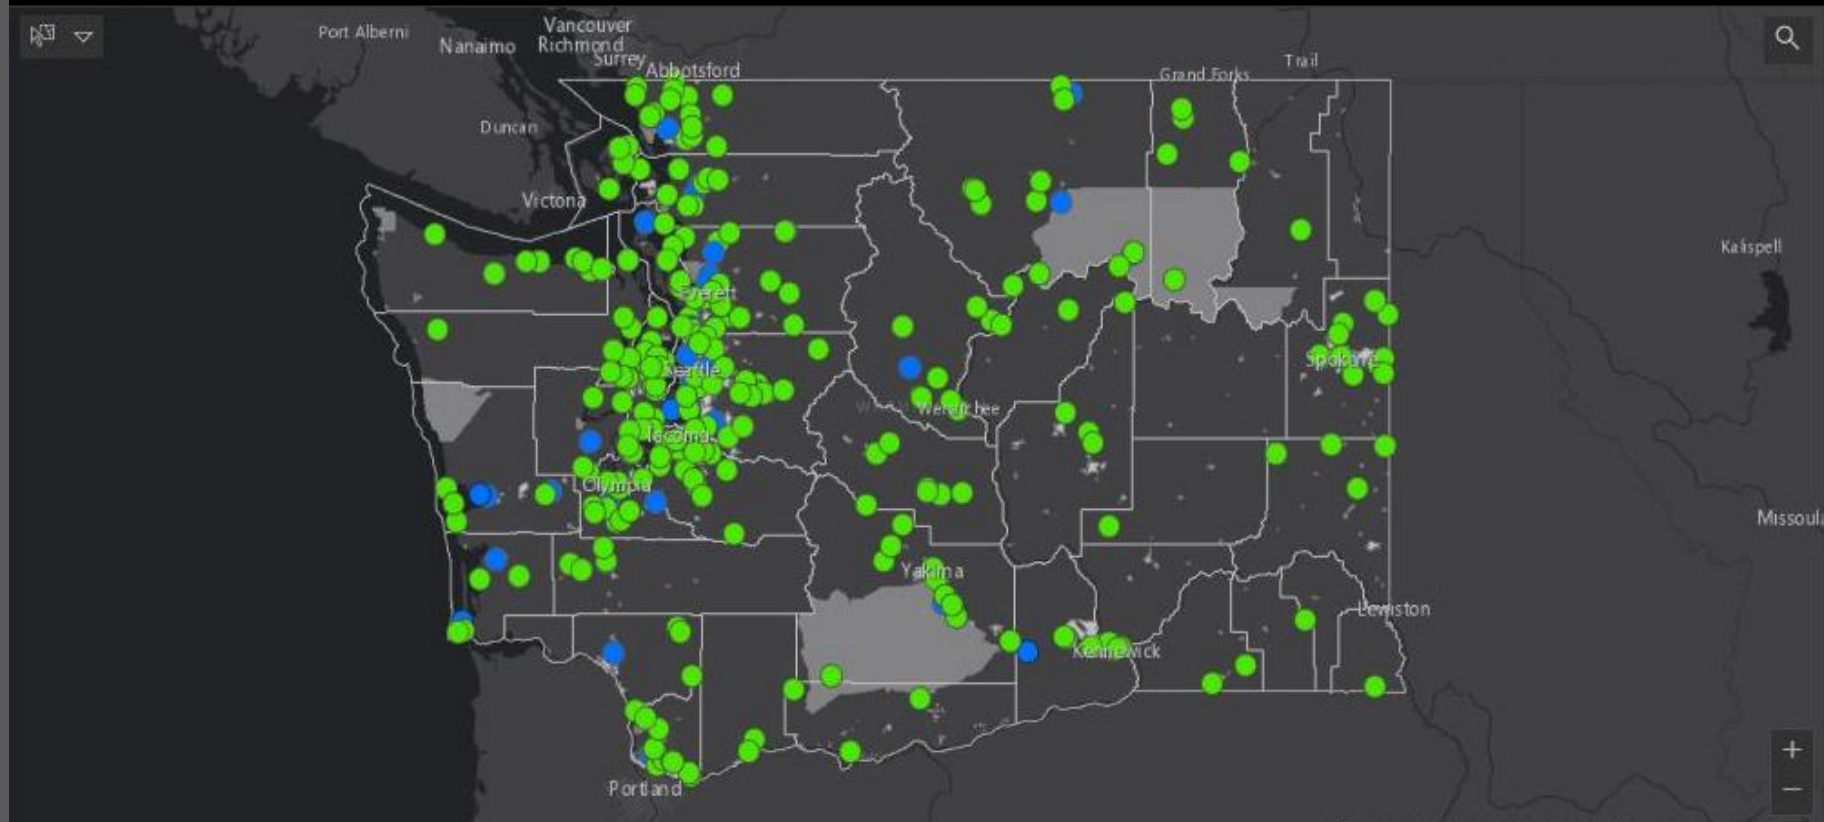 Vancouver
Port Alberni
Nanaimo
Richmond
Surrey
Abbotsford
Trail
Grand Forks
Duncan
Victoria
Kalispell
Everett
Spokane
Seattle
Wenatchee
Tacoma
Olympia
Missoula
Yakima
Lewiston
Kennewick
Portland
+
−